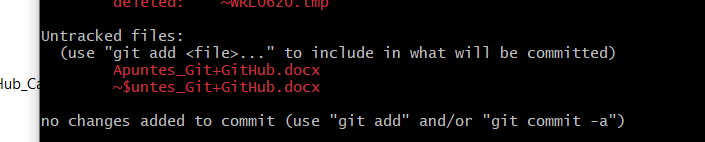 deleted: ~WRL0620.tmp
Untracked files:
(use "git add <file>..." to include in what will be committed)
Apuntes_Git+GitHub.docx
Hub_Ca
~$untes_Git+GitHub.docx
no changes added to commit (use "git add" and/or "git commit -a")